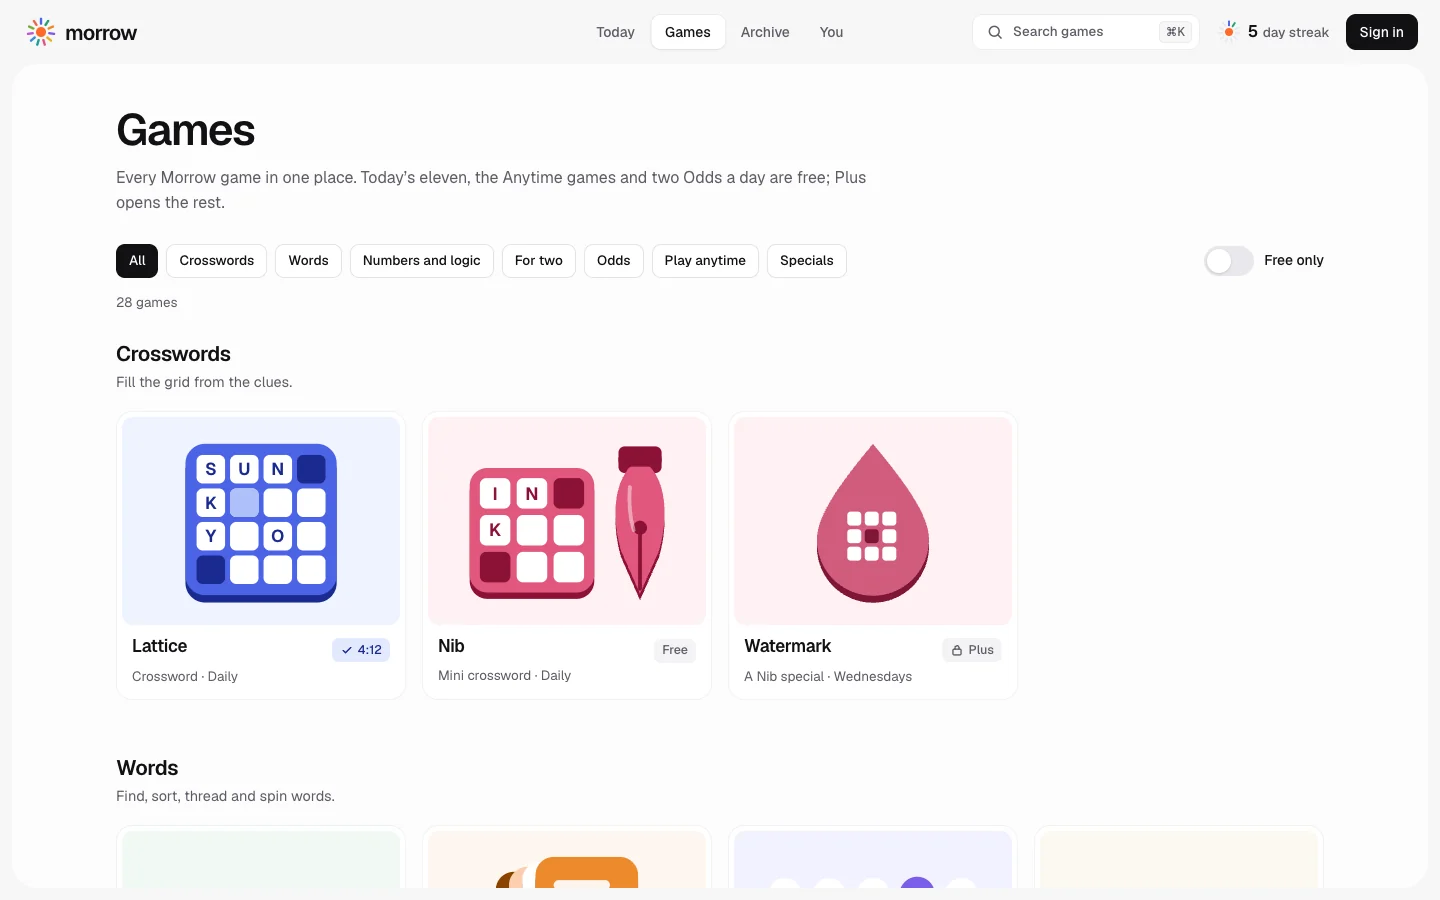 morrow
Today
Games
Archive
You
Search games
⌘K
5 day streak
Sign in
Games
Every Morrow game in one place. Today’s eleven, the Anytime games and two Odds a day are free; Plus
opens the rest.
All
Crosswords
Words
Numbers and logic
For two
Odds
Play anytime
Specials
Free only
28 games
Crosswords
Fill the grid from the clues.
S U N
K
Y O
I N
K
Lattice
4:12
Crossword · Daily
Nib
Free
Mini crossword · Daily
Watermark
Plus
A Nib special · Wednesdays
Words
Find, sort, thread and spin words.